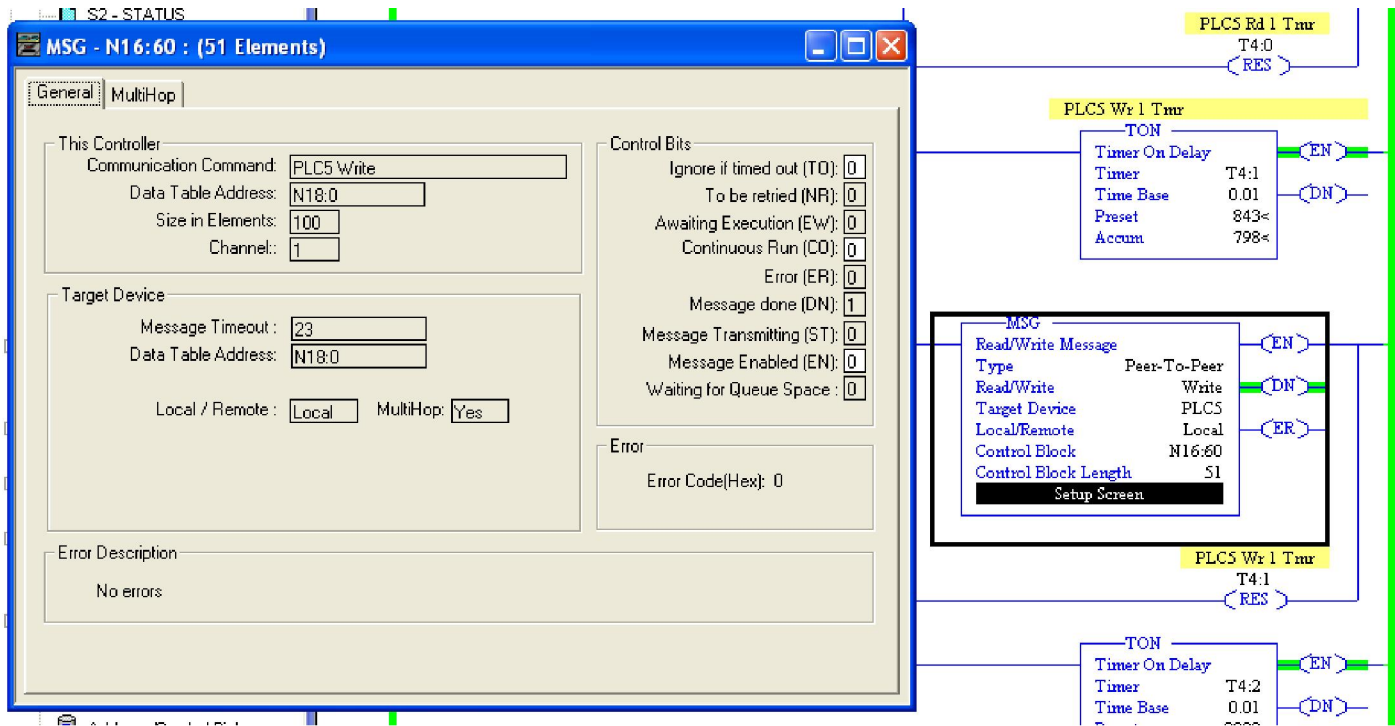 S2 - STATUS
MSG - N16:60 : (51 Elements)
General
MultiHop
This Controller
Communication Command: PLC5 Write
Data Table Address: N18:0
Size in Elements: 100
Channel:: 1
Target Device
Message Timeout : 23
Data Table Address: N18:0
Local / Remote : Local MultiHop: Yes
Control Bits
Ignore if timed out (TO): 0
To be retried (NR): 0
Awaiting Execution (EW): 0
Continuous Run (CO): 0
Error (ER): 0
Message done (DN): 1
Message Transmitting (ST): 0
Message Enabled (EN): 0
Waiting for Queue Space : 0
Error
Error Code(Hex): 0
Error Description
No errors
PLC5 Rd 1 Tmr
T4:0
RES
PLC5 Wr 1 Tmr
TON
Timer On Delay EN
Timer T4:1
Time Base 0.01 DN
Preset 843<
Accum 798<
MSG
Read/Write Message EN
Type Peer-To-Peer
Read/Write Write DN
Target Device PLC5
Local/Remote Local ER
Control Block N16:60
Control Block Length 51
Setup Screen
PLC5 Wr 1 Tmr
T4:1
RES
TON
Timer On Delay EN
Timer T4:2
Time Base 0.01 DN